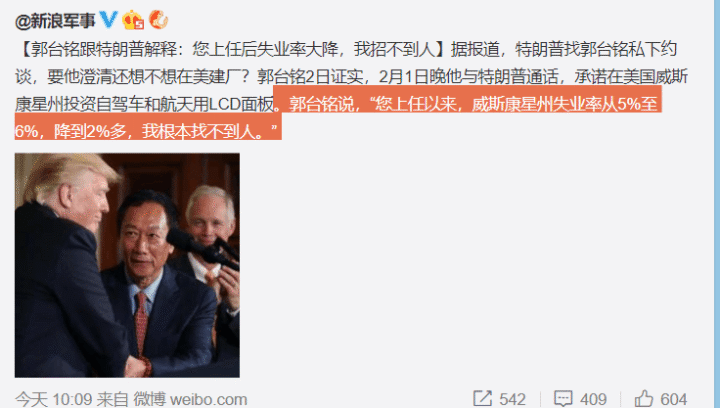 @新浪军事
【郭台铭跟特朗普解释：您上任后失业率大降，我招不到人】据报道，特朗普找郭台铭私下约
谈，要他澄清还想不想在美建厂？郭台铭2日证实，2月1日晚他与特朗普通话，承诺在美国威斯
康星州投资自驾车和航天用LCD面板。郭台铭说，“您上任以来，威斯康星州失业率从5%至
6%，降到2%多，我根本找不到人。”
今天 10:09 来自 微博 weibo.com 542 409 604